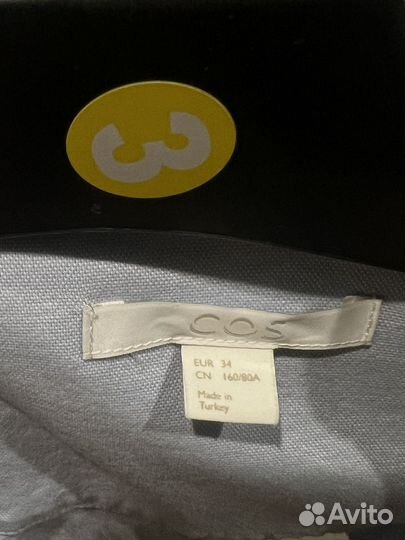 3
COS
EUR 34
CN 160/80A
Made in
Turkey
Avito